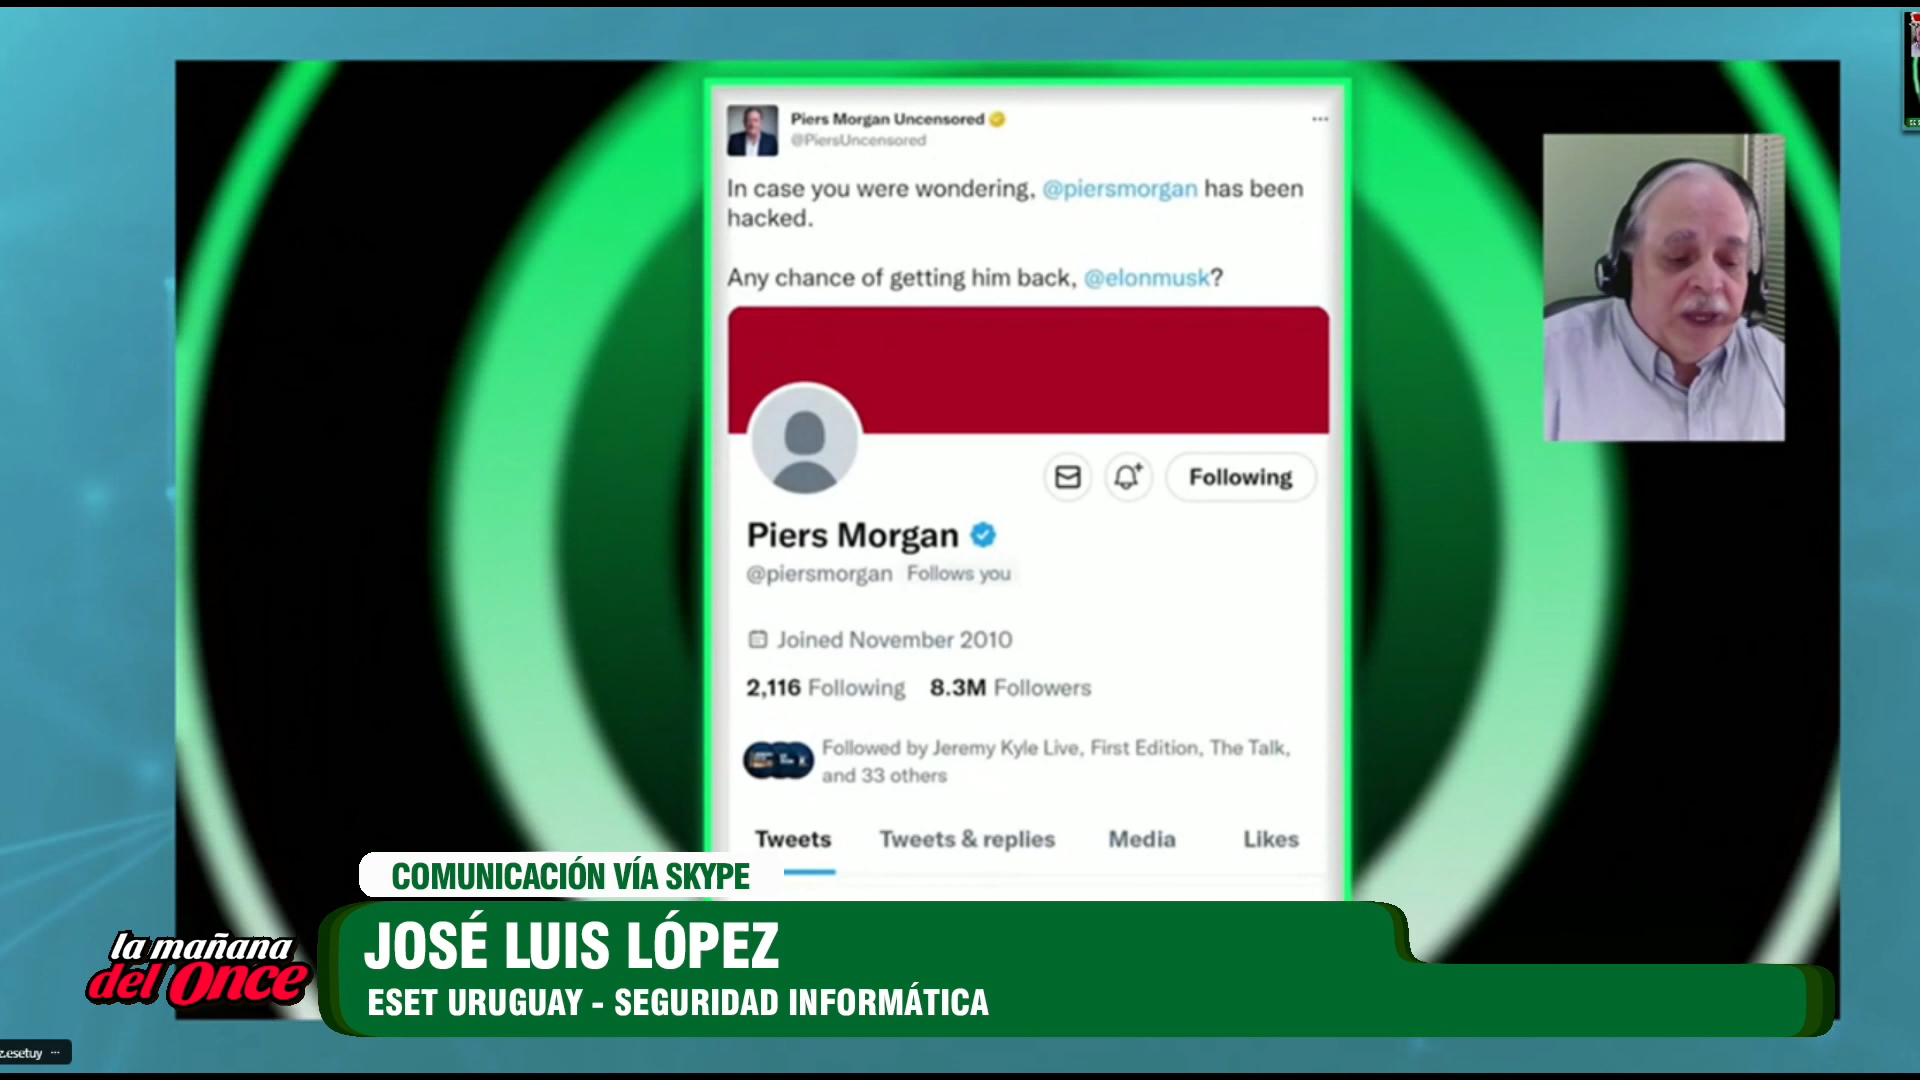 Piers Morgan Uncensored
@PiersUncensored
In case you were wondering, @piersmorgan has been
hacked.
Any chance of getting him back, @elonmusk?
Following
Piers Morgan
@piersmorgan Follows you
Joined November 2010
2,116 Following 8.3M Followers
Followed by Jeremy Kyle Live, First Edition, The Talk,
and 33 others
Tweets Tweets & replies Media Likes
COMUNICACIÓN VÍA SKYPE
JOSÉ LUIS LÓPEZ
ESET URUGUAY - SEGURIDAD INFORMÁTICA
la mañana
del Once
z.esetuy ...